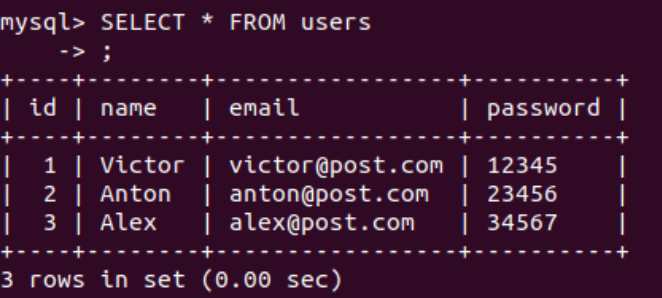 mysql> SELECT * FROM users
    -> ;
+----+--------+-----------------+----------+
| id | name   | email           | password |
+----+--------+-----------------+----------+
|  1 | Victor | victor@post.com | 12345    |
|  2 | Anton  | anton@post.com  | 23456    |
|  3 | Alex   | alex@post.com   | 34567    |
+----+--------+-----------------+----------+
3 rows in set (0.00 sec)